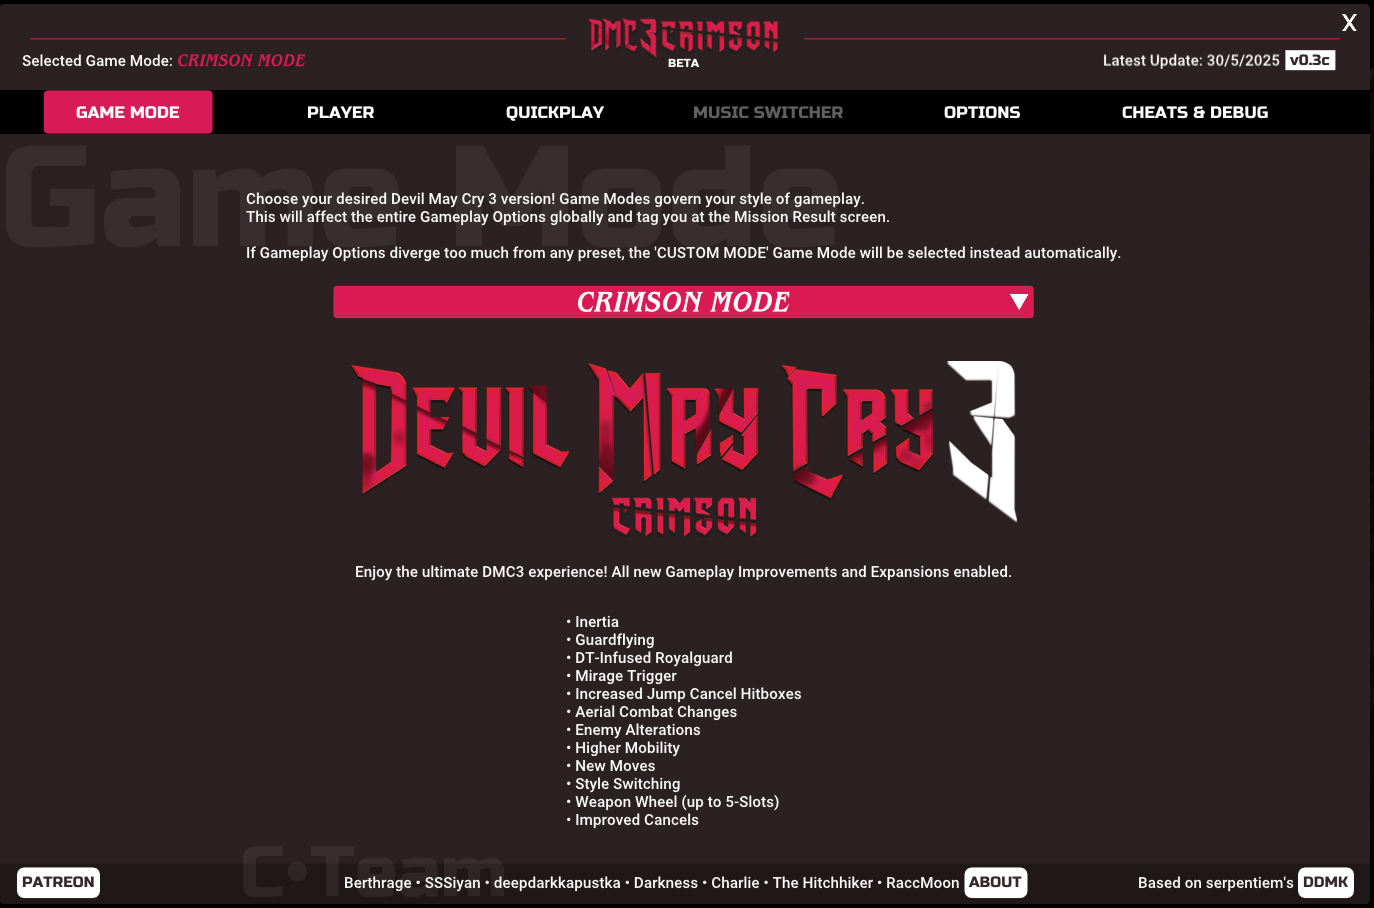 DMC3CRIMSON
BETA
X
Selected Game Mode: CRIMSON MODE
Latest Update: 30/5/2025 v0.3c
GAME MODE PLAYER QUICKPLAY MUSIC SWITCHER OPTIONS CHEATS & DEBUG
Game Mode
Choose your desired Devil May Cry 3 version! Game Modes govern your style of gameplay.
This will affect the entire Gameplay Options globally and tag you at the Mission Result screen.
If Gameplay Options diverge too much from any preset, the 'CUSTOM MODE' Game Mode will be selected instead automatically.
CRIMSON MODE
DEVIL MAY CRY 3
CRIMSON
Enjoy the ultimate DMC3 experience! All new Gameplay Improvements and Expansions enabled.
• Inertia
• Guardflying
• DT-Infused Royalguard
• Mirage Trigger
• Increased Jump Cancel Hitboxes
• Aerial Combat Changes
• Enemy Alterations
• Higher Mobility
• New Moves
• Style Switching
• Weapon Wheel (up to 5-Slots)
• Improved Cancels
C•Team
PATREON
Berthrage • SSSiyan • deepdarkkapustka • Darkness • Charlie • The Hitchhiker • RaccMoon ABOUT
Based on serpentiem's DDMK